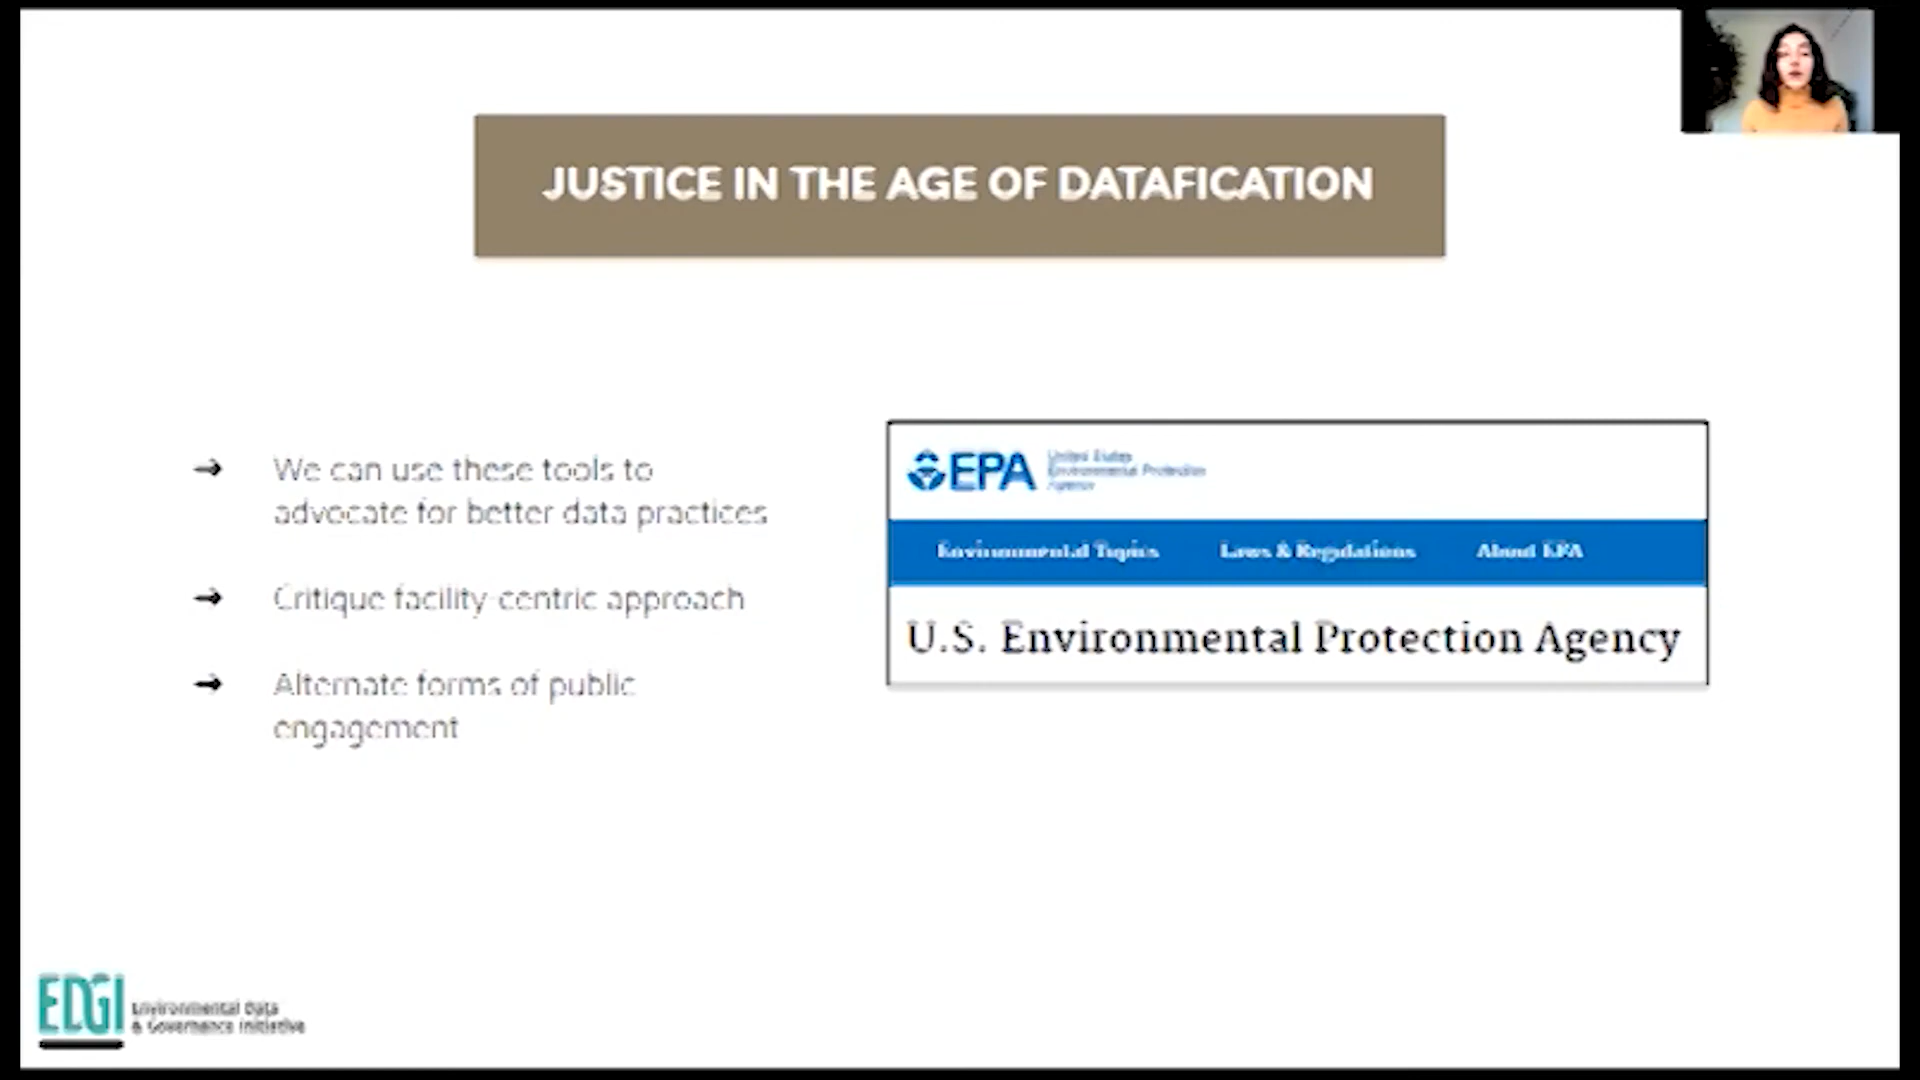 JUSTICE IN THE AGE OF DATAFICATION
→ We can use these tools to
advocate for better data practices
→ Critique facility-centric approach
→ Alternate forms of public
engagement
EPA
United States
Environmental Protection
Agency
Environmental Topics Laws & Regulations About EPA
U.S. Environmental Protection Agency
EDGI
Environmental Data
& Governance Initiative